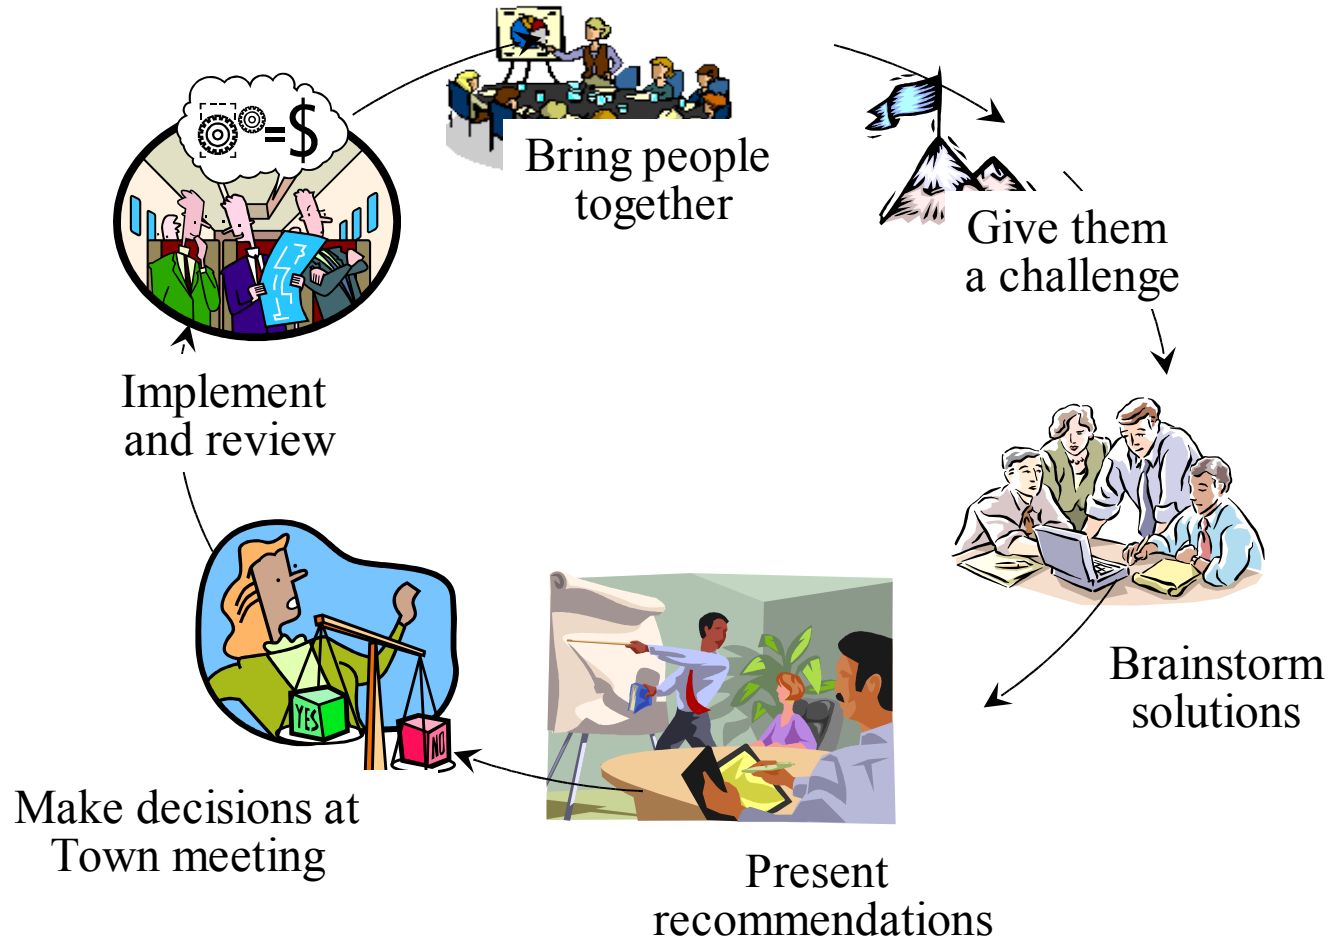 =$
Bring people
together
Give them
a challenge
Brainstorm
solutions
Present
recommendations
YES
NO
Make decisions at
Town meeting
Implement
and review